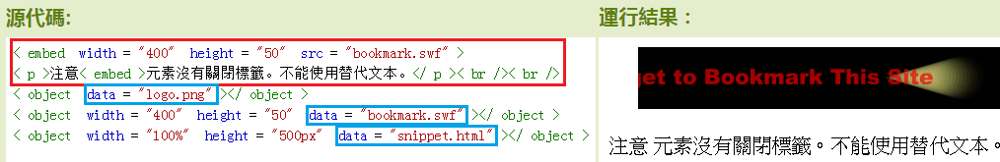 源代碼:
< embed width = "400" height = "50" src = "bookmark.swf" >
< p >注意< embed >元素沒有關閉標籤。不能使用替代文本。</ p >< br />< br />
< object data = "logo.png" ></ object >
< object width = "400" height = "50" data = "bookmark.swf" ></ object >
< object width = "100%" height = "500px" data = "snippet.html" ></ object >
運行結果：
get to Bookmark This Site
注意 元素沒有關閉標籤。不能使用替代文本。